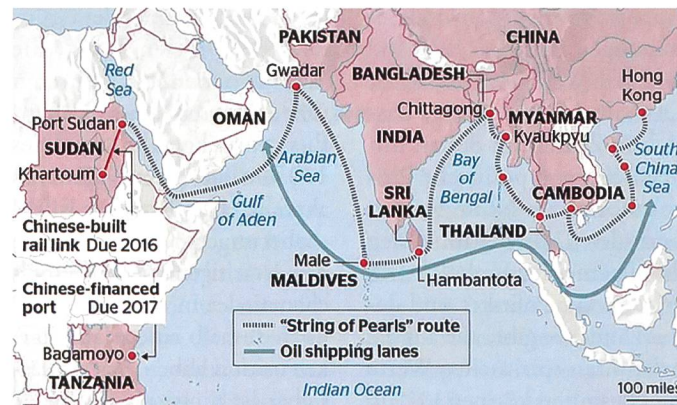 PAKISTAN
CHINA
Red
Sea
Gwadar
BANGLADESH
Hong
Kong
Port Sudan
OMAN
Chittagong
MYANMAR
SUDAN
INDIA
Kyaukpyu
Khartoum
Arabian
Sea
Bay
of
Bengal
South
China
Sea
Gulf
of Aden
SRI
LANKA
CAMBODIA
Chinese-built
rail link Due 2016
THAILAND
Male
MALDIVES
Hambantota
Chinese-financed
port Due 2017
"String of Pearls" route
Oil shipping lanes
Bagamoyo
TANZANIA
Indian Ocean
100 miles